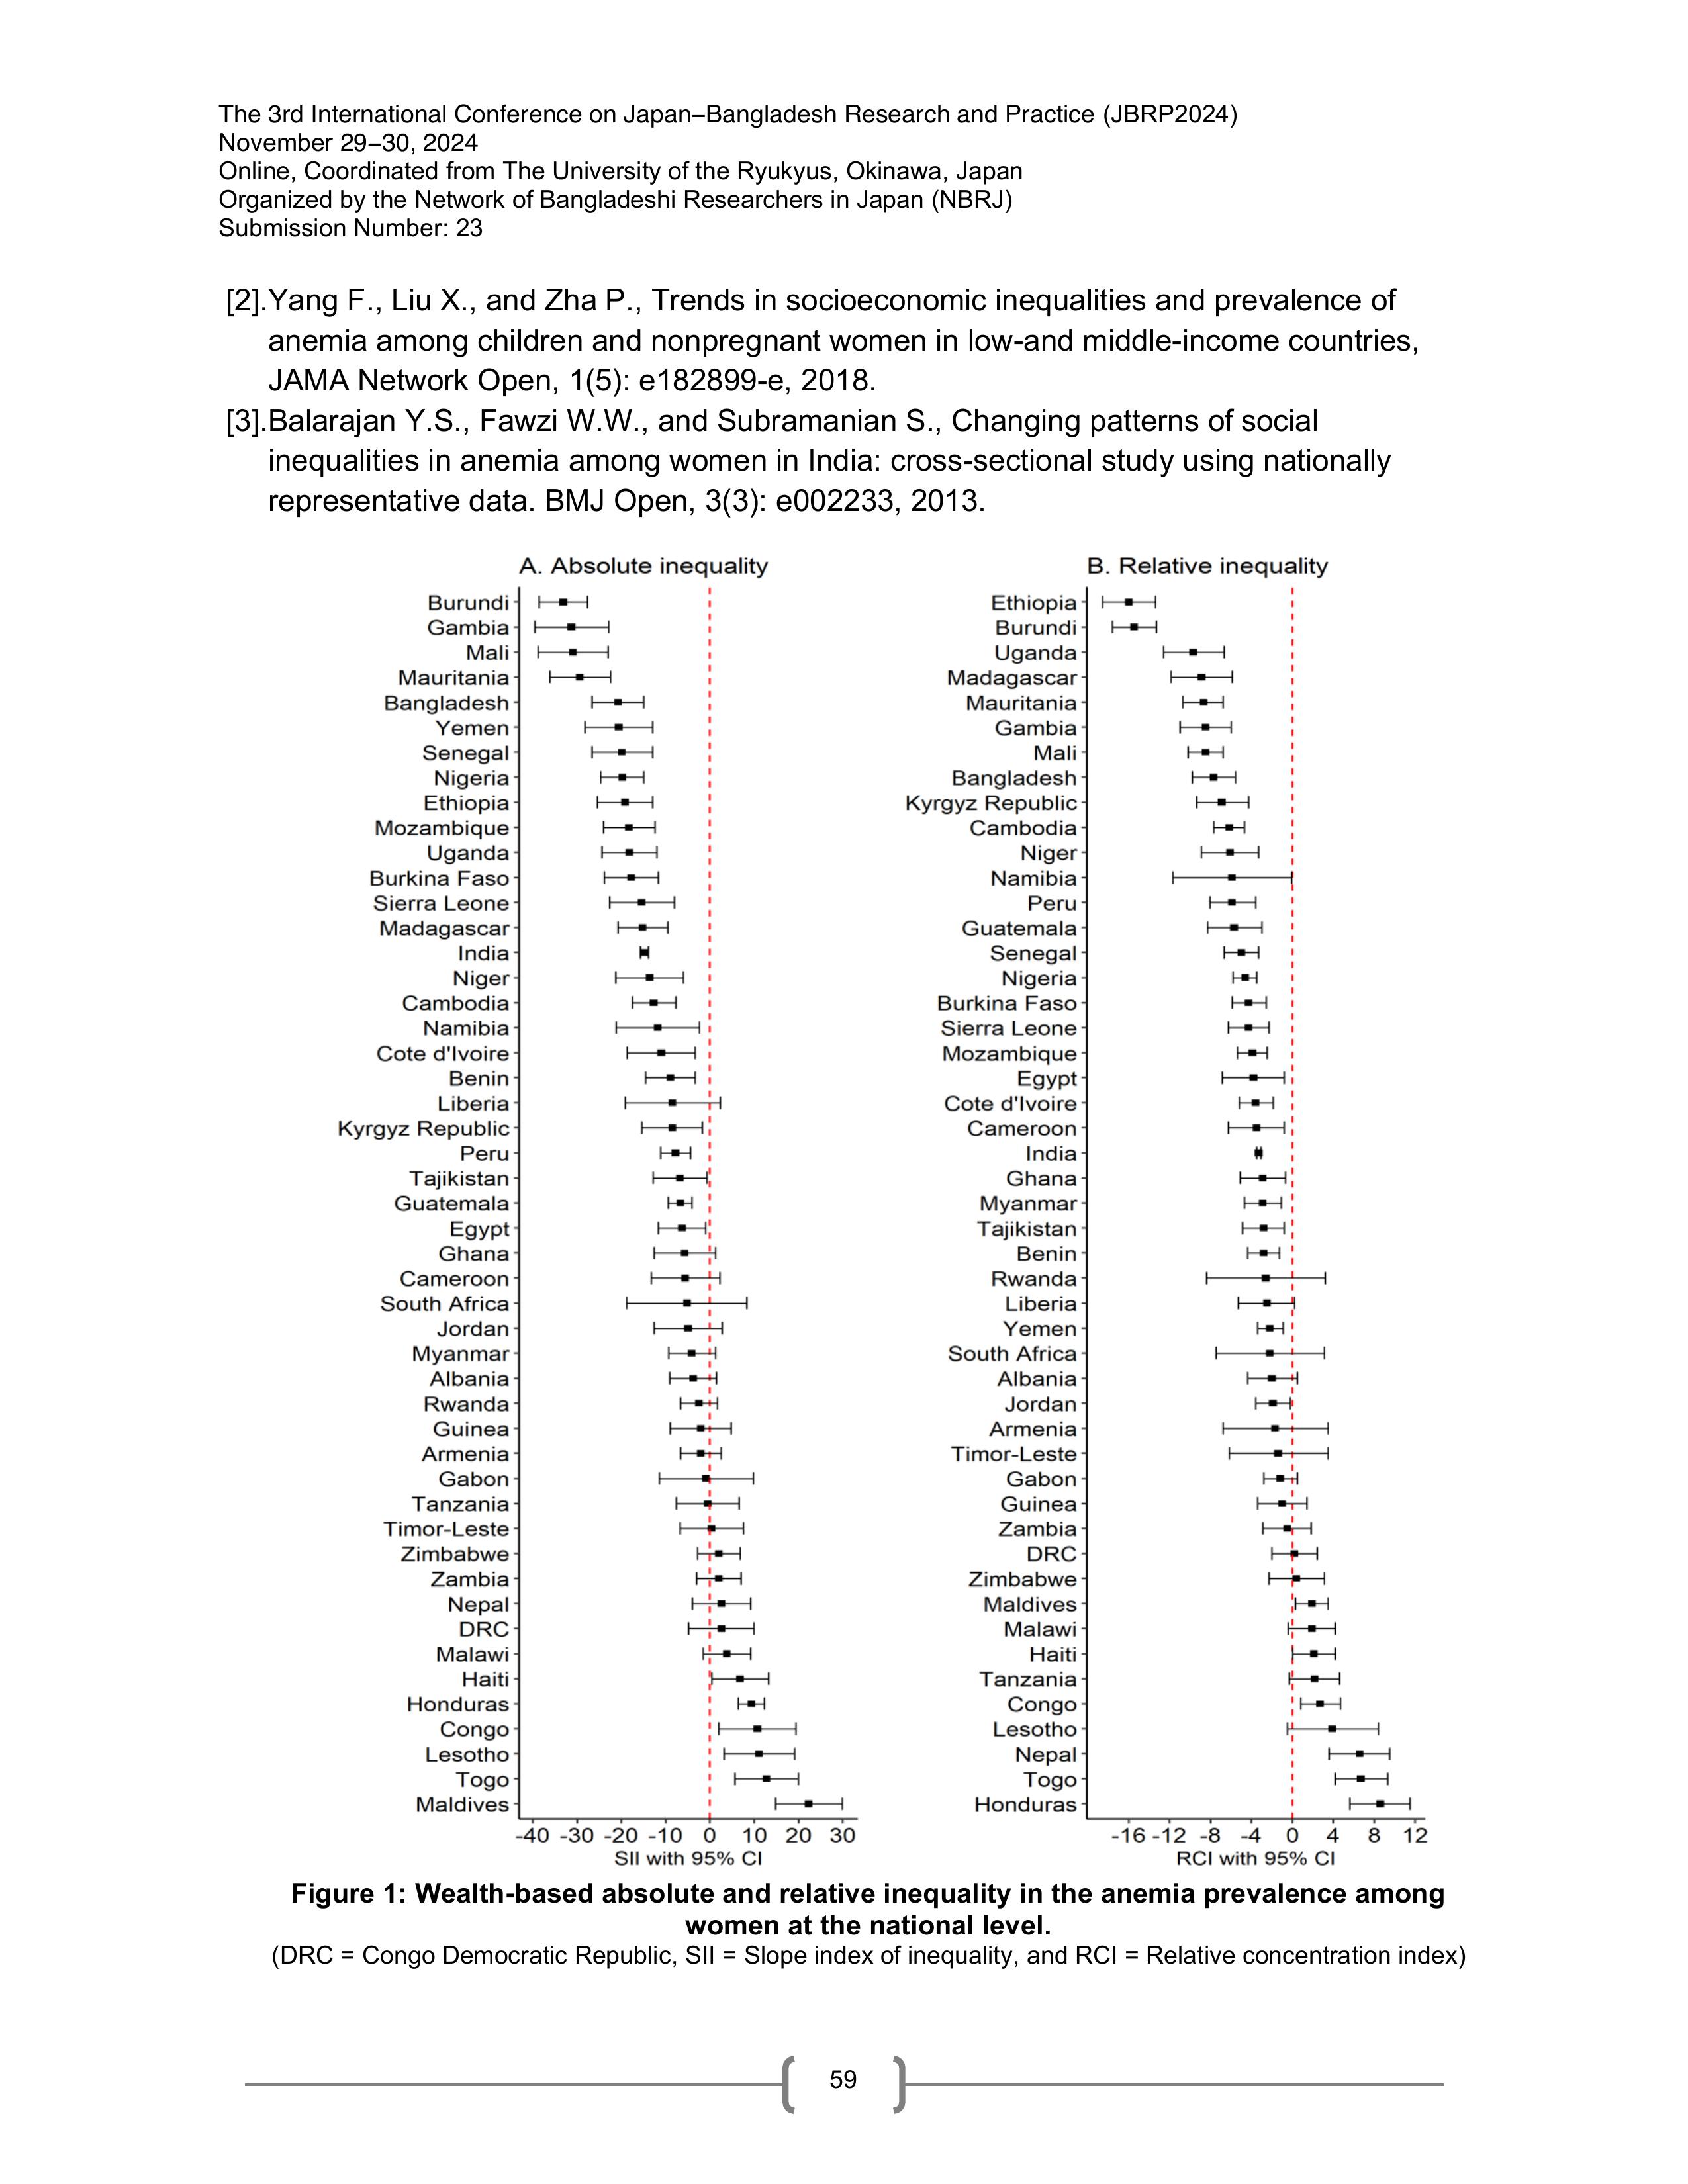 The 3rd International Conference on Japan–Bangladesh Research and Practice (JBRP2024)
November 29–30, 2024
Online, Coordinated from The University of the Ryukyus, Okinawa, Japan
Organized by the Network of Bangladeshi Researchers in Japan (NBRJ)
Submission Number: 23
[2].Yang F., Liu X., and Zha P., Trends in socioeconomic inequalities and prevalence of
anemia among children and nonpregnant women in low-and middle-income countries,
JAMA Network Open, 1(5): e182899-e, 2018.
[3].Balarajan Y.S., Fawzi W.W., and Subramanian S., Changing patterns of social
inequalities in anemia among women in India: cross-sectional study using nationally
representative data. BMJ Open, 3(3): e002233, 2013.
A. Absolute inequality
Burundi
Gambia
Mali
Mauritania
Bangladesh
Yemen
Senegal
Nigeria
Ethiopia
Mozambique
Uganda
Burkina Faso
Sierra Leone
Madagascar
India
Niger
Cambodia
Namibia
Cote d'Ivoire
Benin
Liberia
Kyrgyz Republic
Peru
Tajikistan
Guatemala
Egypt
Ghana
Cameroon
South Africa
Jordan
Myanmar
Albania
Rwanda
Guinea
Armenia
Gabon
Tanzania
Timor-Leste
Zimbabwe
Zambia
Nepal
DRC
Malawi
Haiti
Honduras
Congo
Lesotho
Togo
Maldives
-40 -30 -20 -10 0 10 20 30
SII with 95% CI
B. Relative inequality
Ethiopia
Burundi
Uganda
Madagascar
Mauritania
Gambia
Mali
Bangladesh
Kyrgyz Republic
Cambodia
Niger
Namibia
Peru
Guatemala
Senegal
Nigeria
Burkina Faso
Sierra Leone
Mozambique
Egypt
Cote d'Ivoire
Cameroon
India
Ghana
Myanmar
Tajikistan
Benin
Rwanda
Liberia
Yemen
South Africa
Albania
Jordan
Armenia
Timor-Leste
Gabon
Guinea
Zambia
DRC
Zimbabwe
Maldives
Malawi
Haiti
Tanzania
Congo
Lesotho
Nepal
Togo
Honduras
-16 -12 -8 -4 0 4 8 12
RCI with 95% CI
Figure 1: Wealth-based absolute and relative inequality in the anemia prevalence among
women at the national level.
(DRC = Congo Democratic Republic, SII = Slope index of inequality, and RCI = Relative concentration index)
59